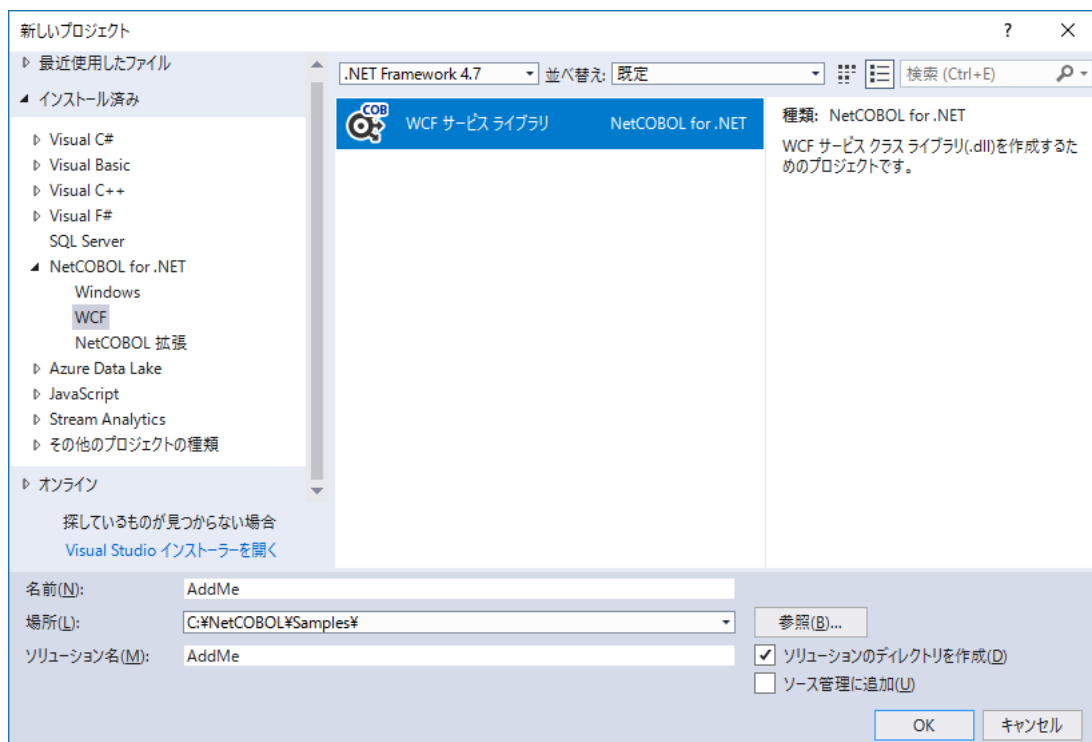 新しいプロジェクト
?
最近使用したファイル
インストール済み
Visual C#
Visual Basic
Visual C++
Visual F#
SQL Server
NetCOBOL for .NET
Windows
WCF
NetCOBOL 拡張
Azure Data Lake
JavaScript
Stream Analytics
その他のプロジェクトの種類
オンライン
探しているものが見つからない場合
Visual Studio インストーラーを開く
.NET Framework 4.7
並べ替え: 既定
検索 (Ctrl+E)
COB
WCF サービス ライブラリ NetCOBOL for .NET
種類: NetCOBOL for .NET
WCF サービス クラス ライブラリ(.dll)を作成するた
めのプロジェクトです。
名前(N): AddMe
場所(L): C:¥NetCOBOL¥Samples¥ 参照(B)...
ソリューション名(M): AddMe
ソリューションのディレクトリを作成(D)
ソース管理に追加(U)
OK キャンセル